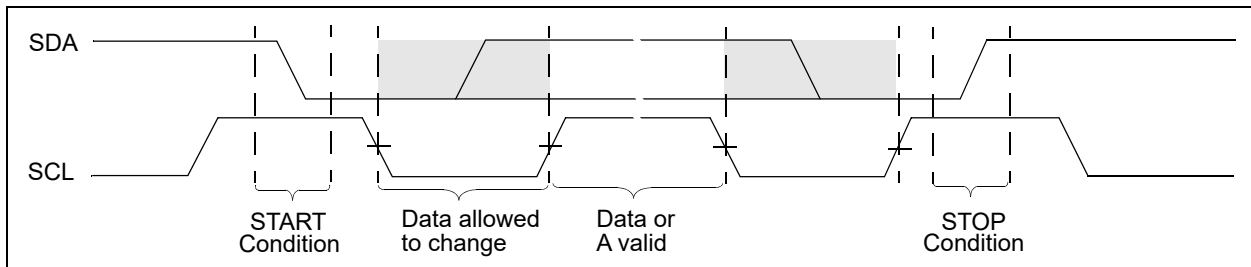 SDA
SCL
START
Condition
Data allowed
to change
Data or
A valid
STOP
Condition